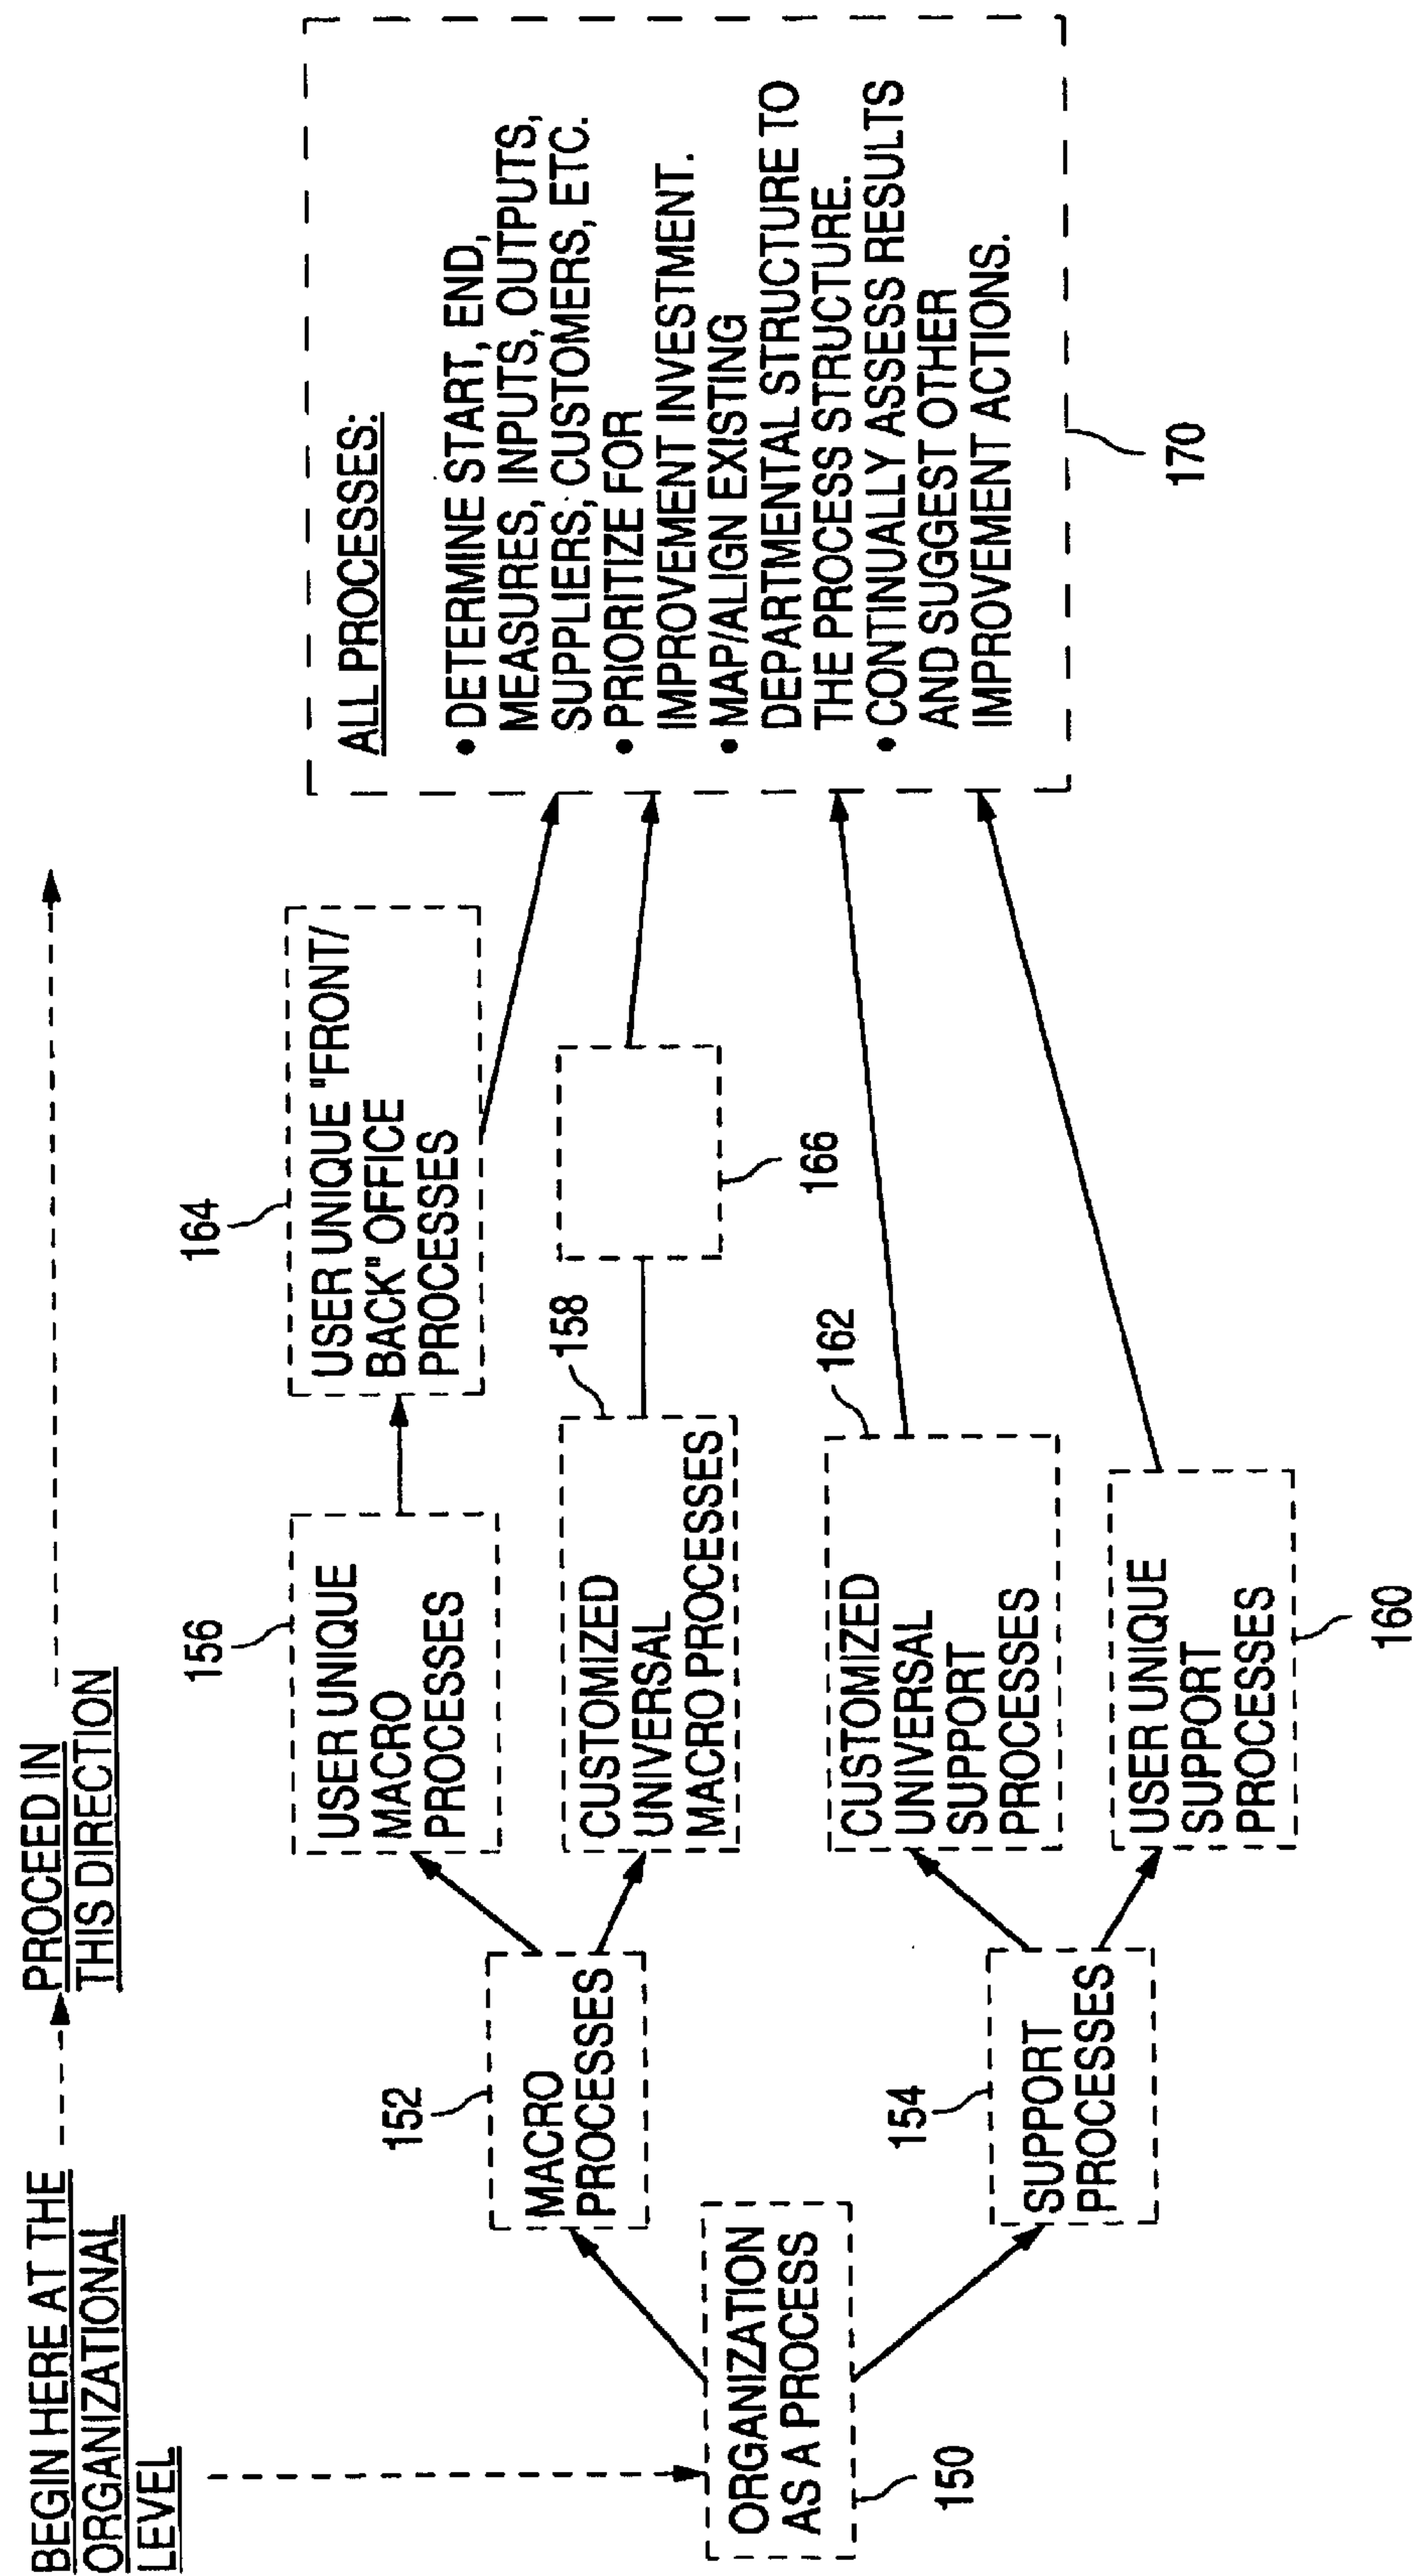 BEGIN HERE AT THE
ORGANIZATIONAL
LEVEL
PROCEED IN
THIS DIRECTION
150
ORGANIZATION
AS A PROCESS
152
MACRO
PROCESSES
154
SUPPORT
PROCESSES
156
USER UNIQUE
MACRO
PROCESSES
158
CUSTOMIZED
UNIVERSAL
MACRO PROCESSES
162
CUSTOMIZED
UNIVERSAL
SUPPORT
PROCESSES
160
USER UNIQUE
SUPPORT
PROCESSES
164
USER UNIQUE "FRONT/
BACK" OFFICE
PROCESSES
166
ALL PROCESSES:
• DETERMINE START, END,
MEASURES, INPUTS, OUTPUTS,
SUPPLIERS, CUSTOMERS, ETC.
• PRIORITIZE FOR
IMPROVEMENT INVESTMENT.
• MAP/ALIGN EXISTING
DEPARTMENTAL STRUCTURE TO
THE PROCESS STRUCTURE.
• CONTINUALLY ASSESS RESULTS
AND SUGGEST OTHER
IMPROVEMENT ACTIONS.
170